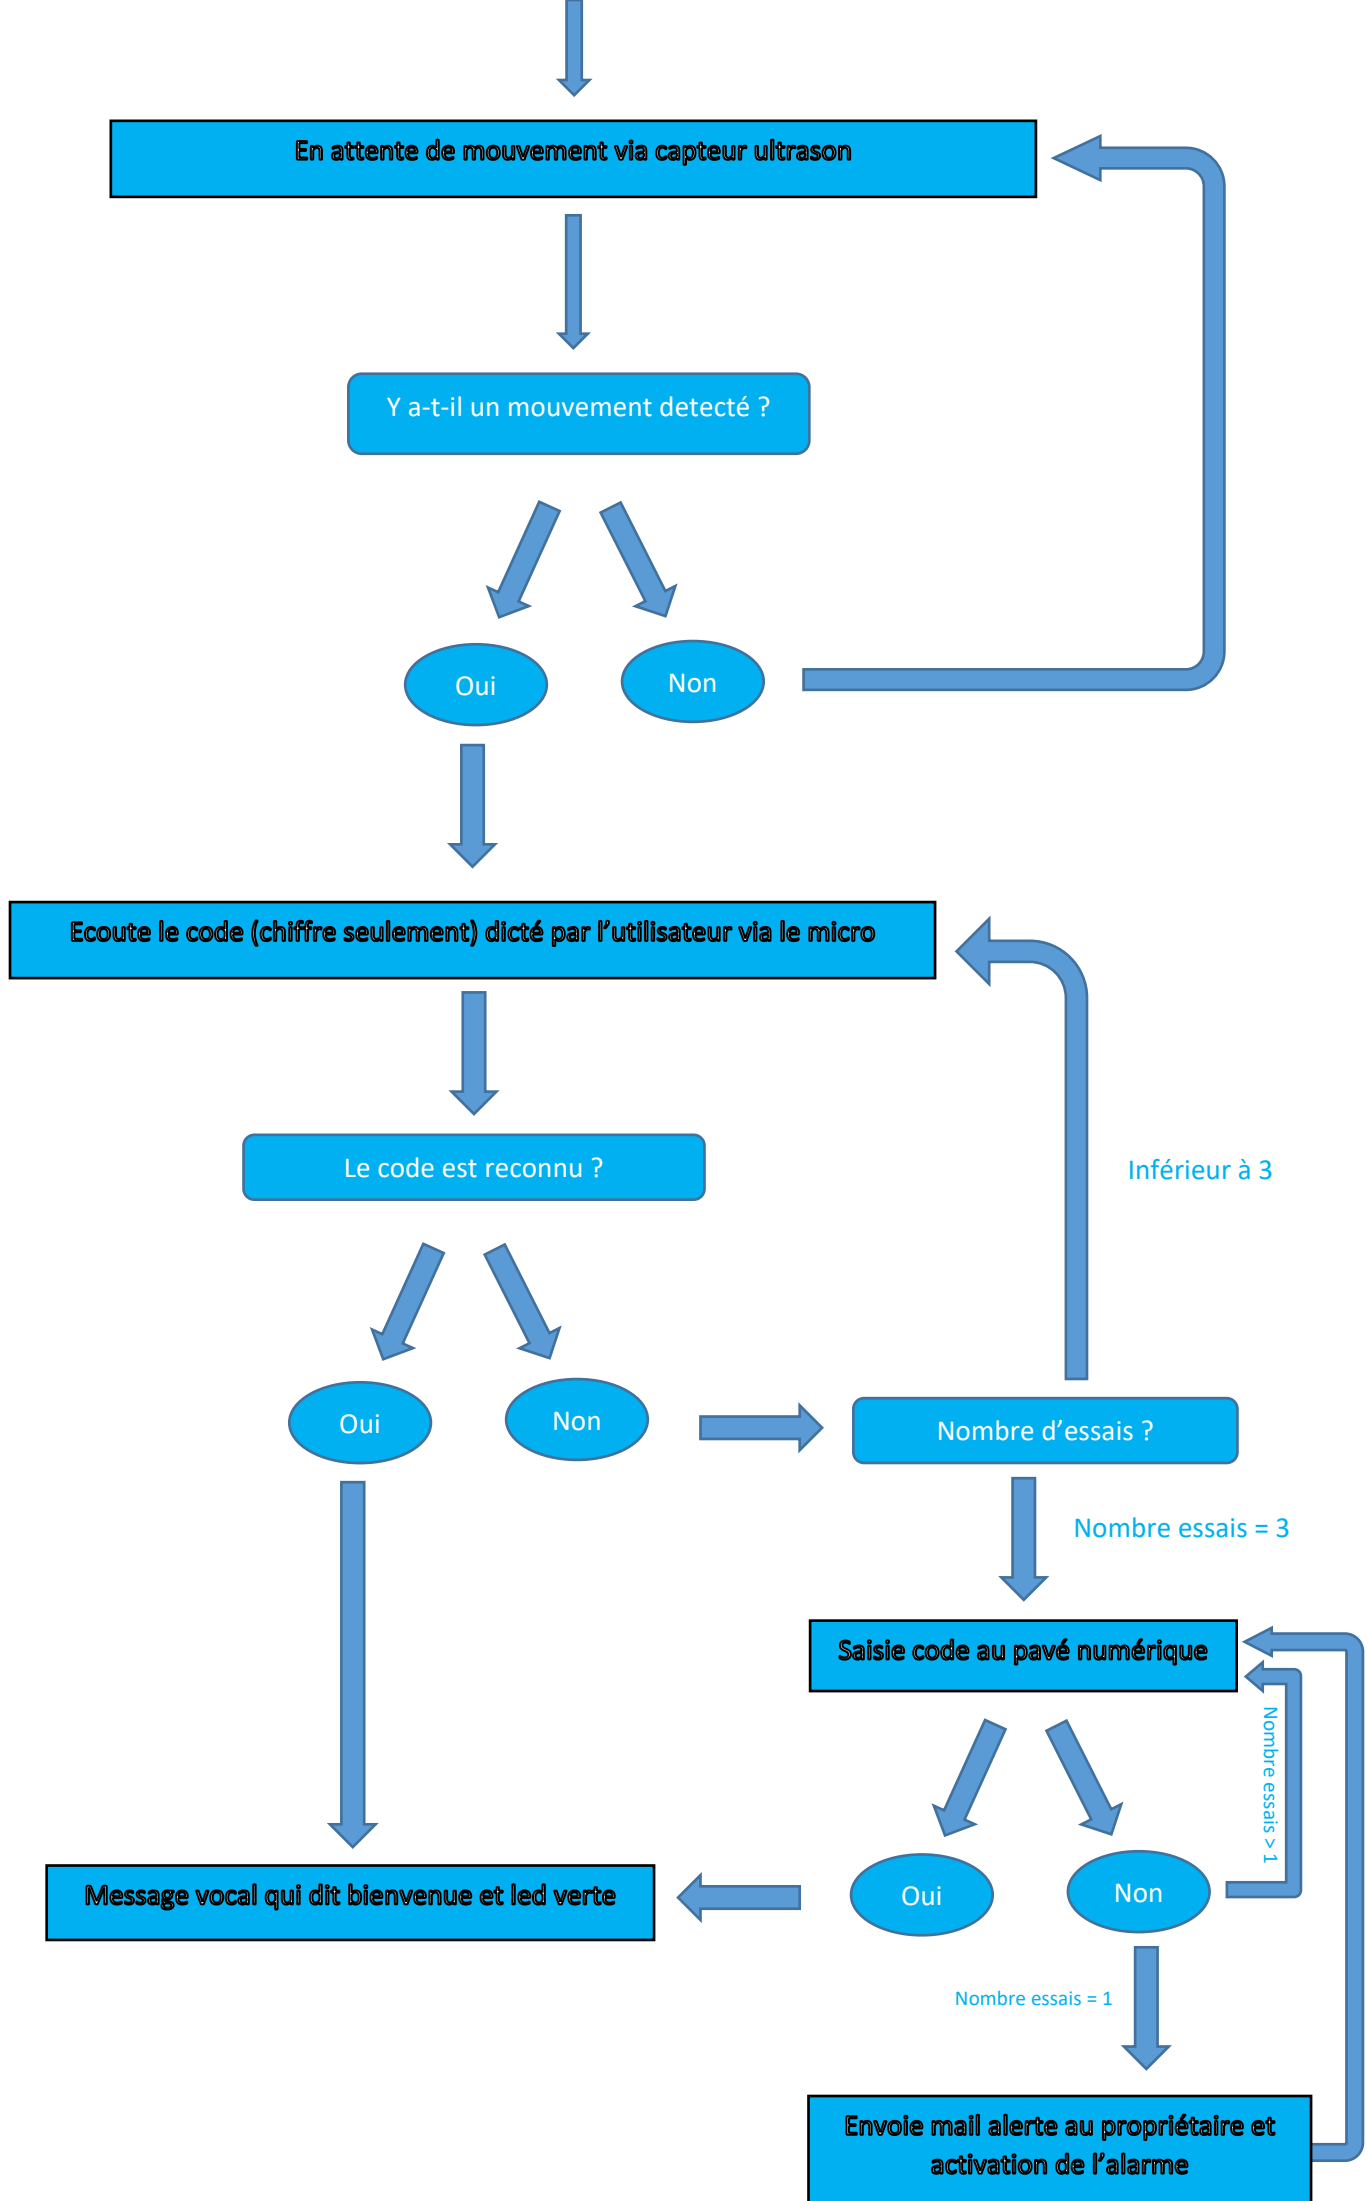 En attente de mouvement via capteur ultrason
Y a-t-il un mouvement detecté ?
Oui
Non
Ecoute le code (chiffre seulement) dicté par l’utilisateur via le micro
Le code est reconnu ?
Inférieur à 3
Oui
Non
Nombre d’essais ?
Nombre essais = 3
Saisie code au pavé numérique
Nombre essais > 1
Message vocal qui dit bienvenue et led verte
Oui
Non
Nombre essais = 1
Envoie mail alerte au propriétaire et
activation de l’alarme